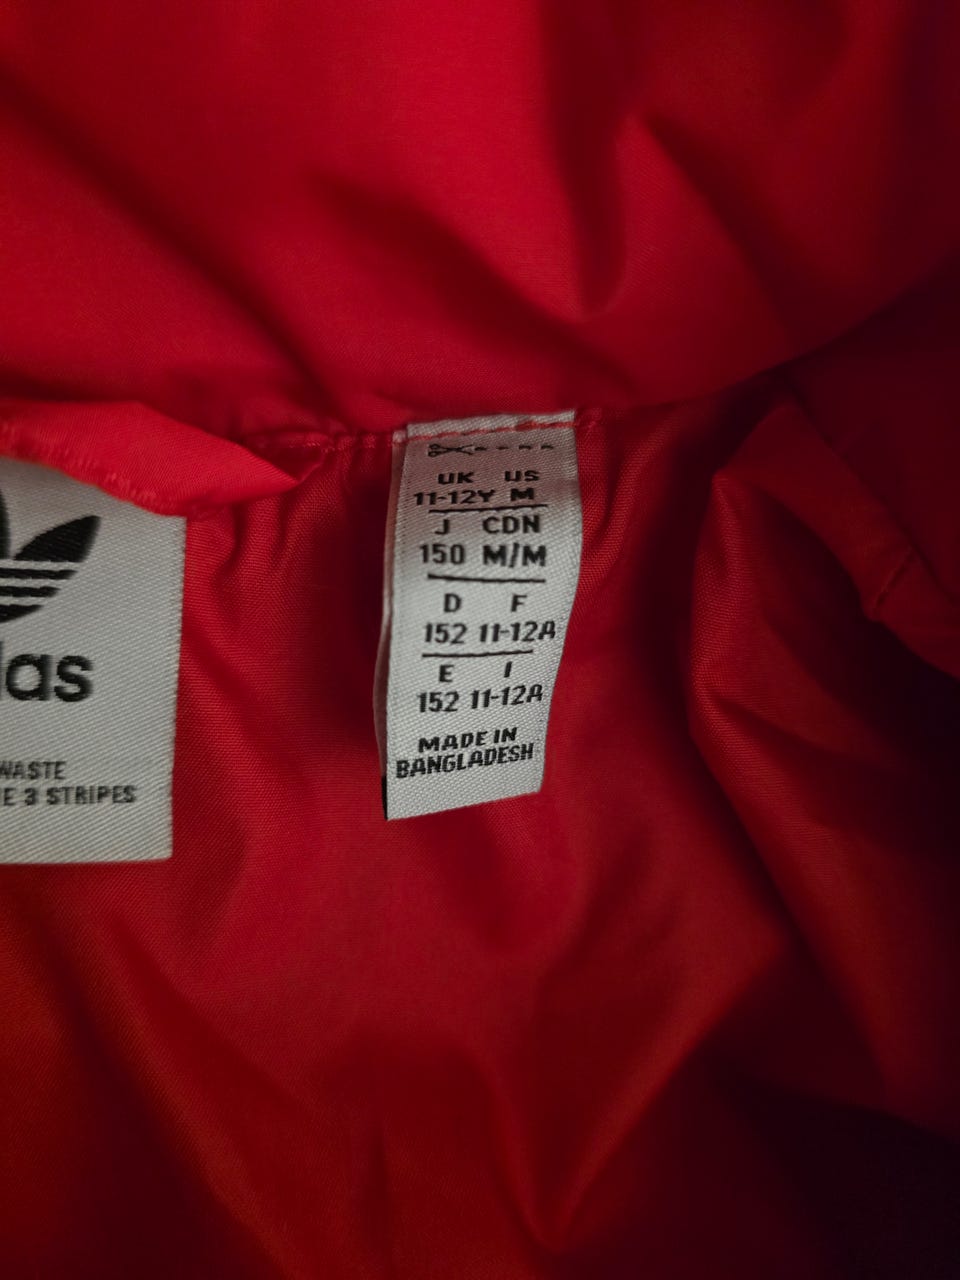 das
WASTE
E 3 STRIPES
UK US
11-12Y M
J CDN
150 M/M
D F
152 11-12A
E I
152 11-12A
MADE IN
BANGLADESH